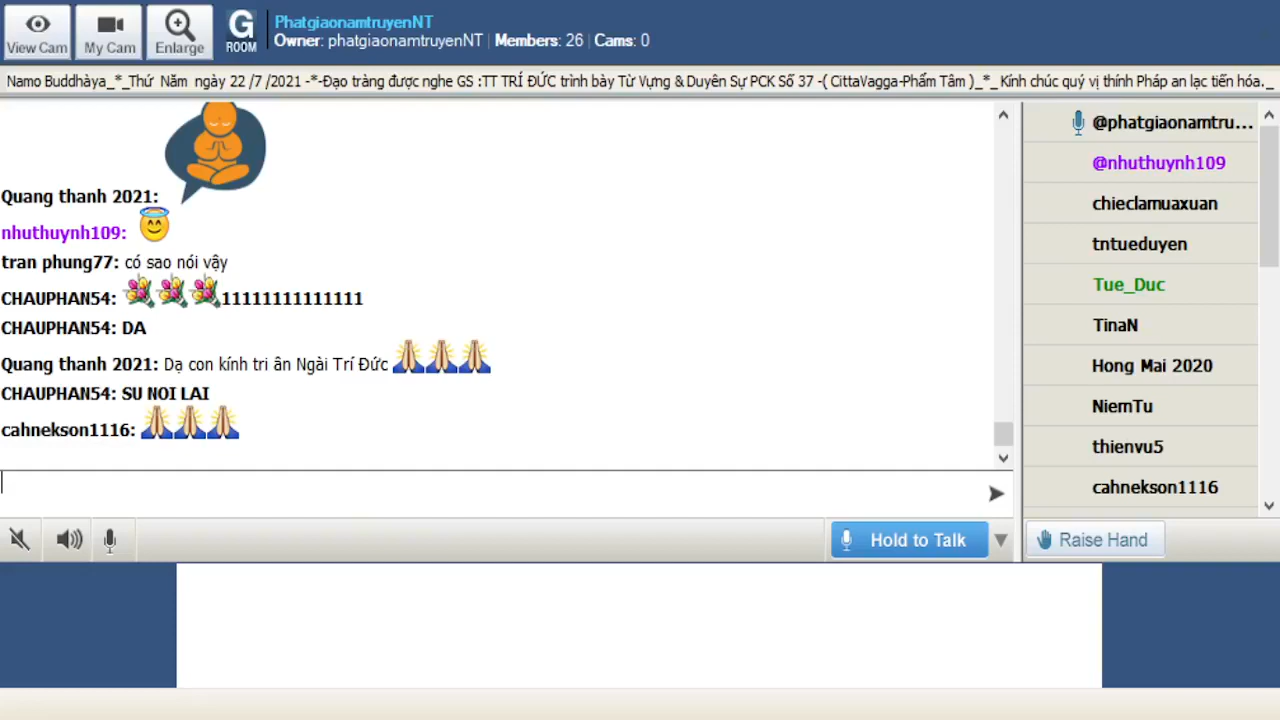 View Cam
My Cam
Enlarge
G
ROOM
PhatgiaonamtruyenNT
Owner: phatgiaonamtruyenNT | Members: 26 | Cams: 0
Namo Buddhàya_*_Thứ Năm ngày 22 /7 /2021 -*-Đạo tràng được nghe GS :TT TRÍ ĐỨC trình bày Từ Vựng & Duyên Sự PCK Số 37 -( CittaVagga-Phẩm Tâm )_*_ Kính chúc quý vị thính Pháp an lạc tiến hóa._
Quang thanh 2021:
nhuthuynh109:
tran phung77: có sao nói vậy
CHAUPHAN54: 11111111111111
CHAUPHAN54: DA
Quang thanh 2021: Dạ con kính tri ân Ngài Trí Đức
CHAUPHAN54: SU NOI LAI
cahnekson1116:
@phatgiaonamtru...
@nhuthuynh109
chieclamuaxuan
tntueduyen
Tue_Duc
TinaN
Hong Mai 2020
NiemTu
thienvu5
cahnekson1116
Hold to Talk
Raise Hand